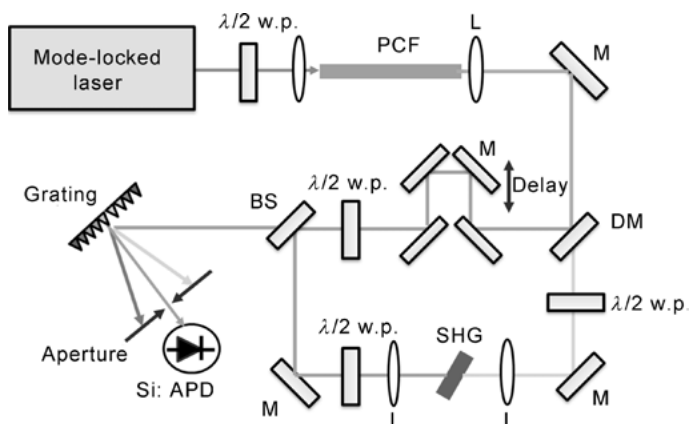 λ/2 w.p.
L
PCF
M
Mode-locked
laser
M
λ/2 w.p.
Delay
Grating
BS
DM
λ/2 w.p.
λ/2 w.p.
SHG
Aperture
Si: APD
M
M